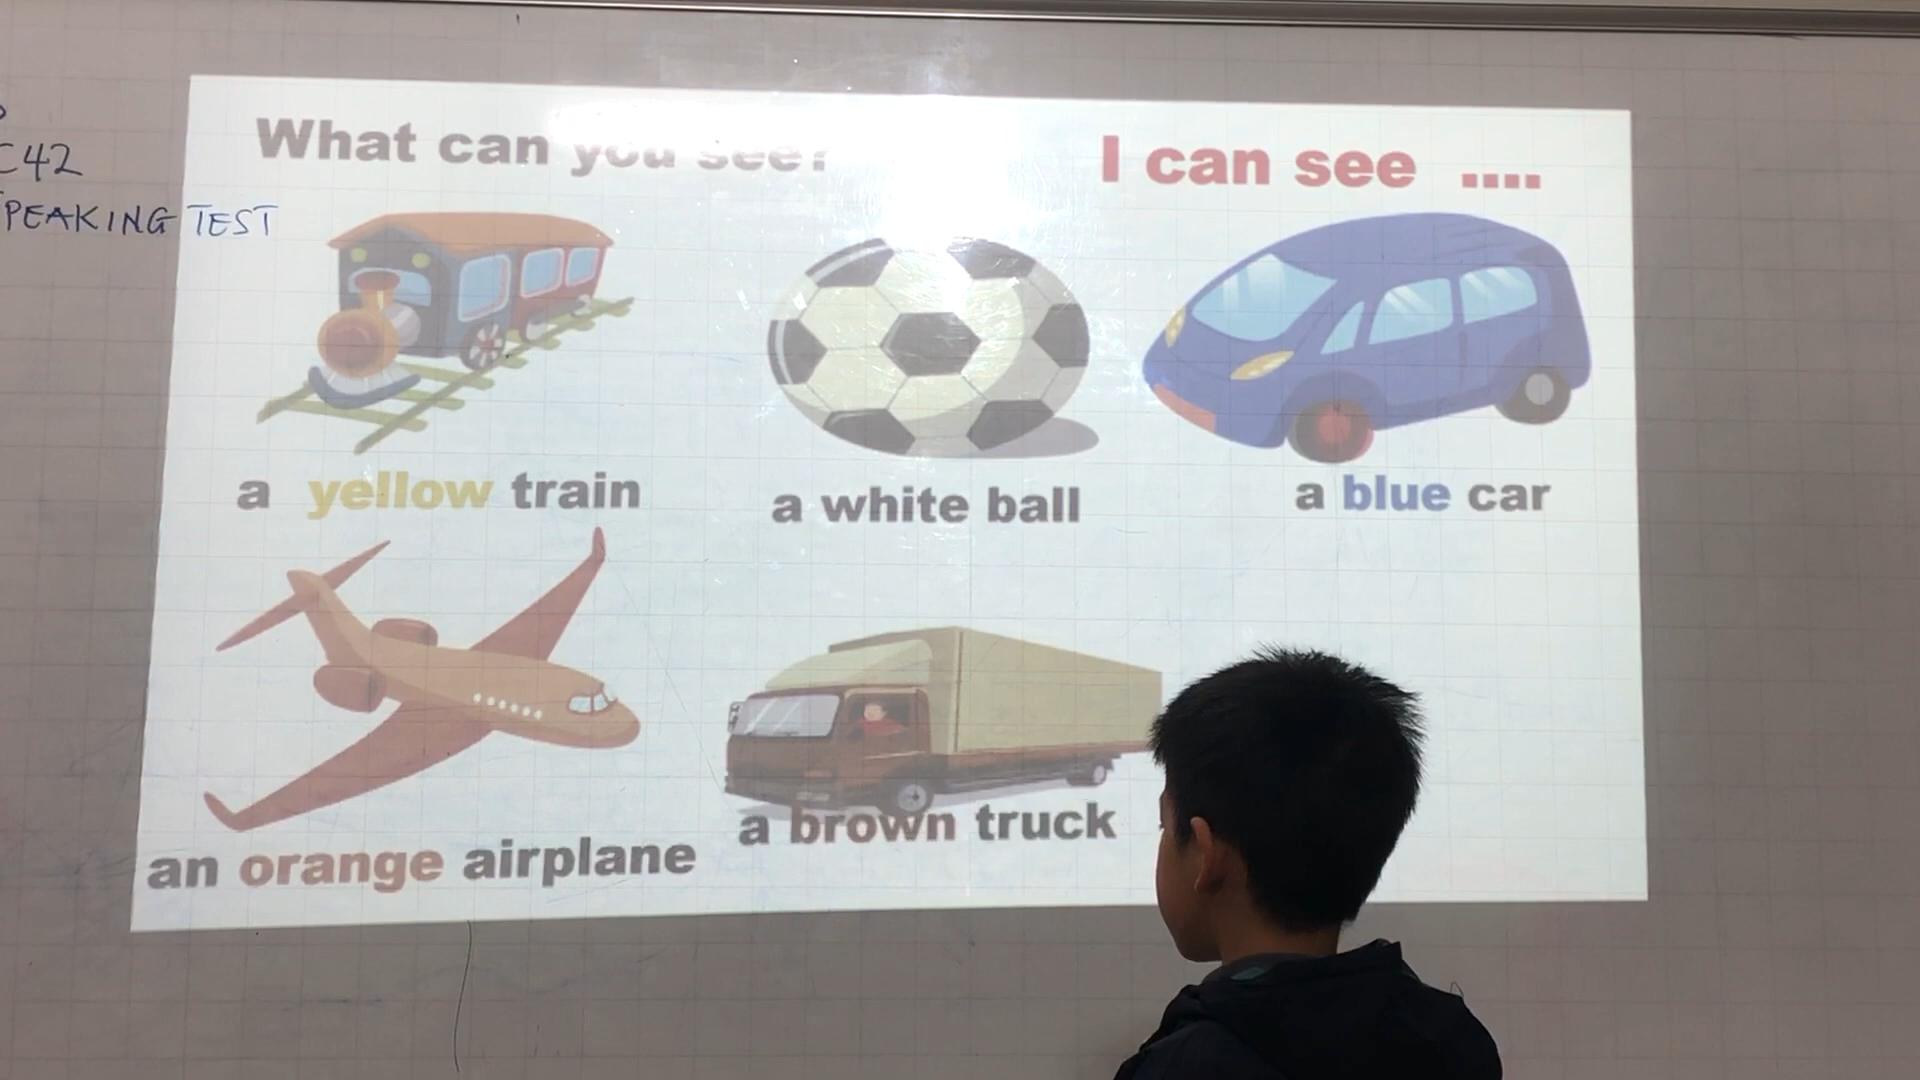 C42
SPEAKING TEST
What can you see?
I can see ....
a yellow train
a white ball
a blue car
an orange airplane
a brown truck